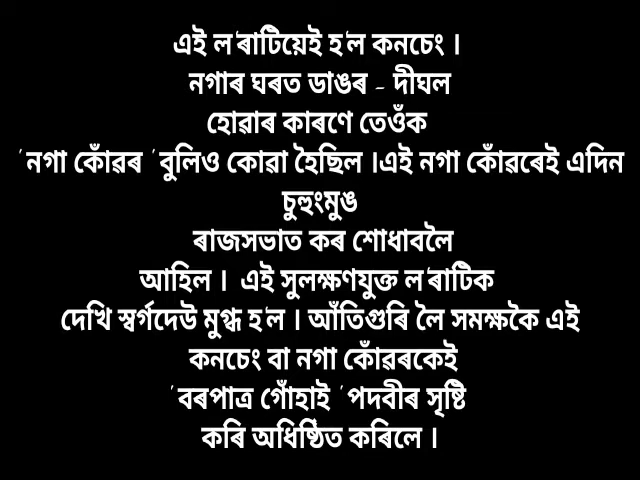 এই ল'ৰাটিয়েই হ'ল কনচেং ।
নগাৰ ঘৰত ডাঙৰ - দীঘল
হোৱাৰ কাৰণে তেওঁক
'নগা কোঁৱৰ ' বুলিও কোৱা হৈছিল ।এই নগা কোঁৱৰেই এদিন
চুহুংমুঙ
ৰাজসভাত কৰ শোধাবলৈ
আহিল । এই সুলক্ষণযুক্ত ল'ৰাটিক
দেখি স্বৰ্গদেউ মুগ্ধ হ'ল । আঁতিগুৰি লৈ সমক্ষকৈ এই
কনচেং বা নগা কোঁৱৰকেই
'বৰপাত্ৰ গোঁহাই ' পদবীৰ সৃষ্টি
কৰি অধিষ্ঠিত কৰিলে ।